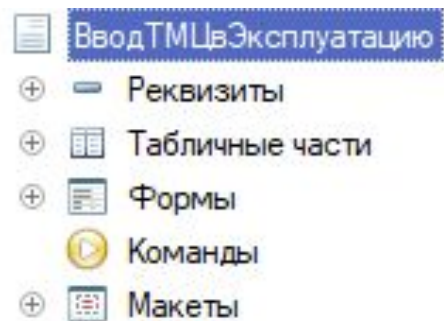 ВводТМЦвЭксплуатацию
Реквизиты
Табличные части
Формы
Команды
Макеты